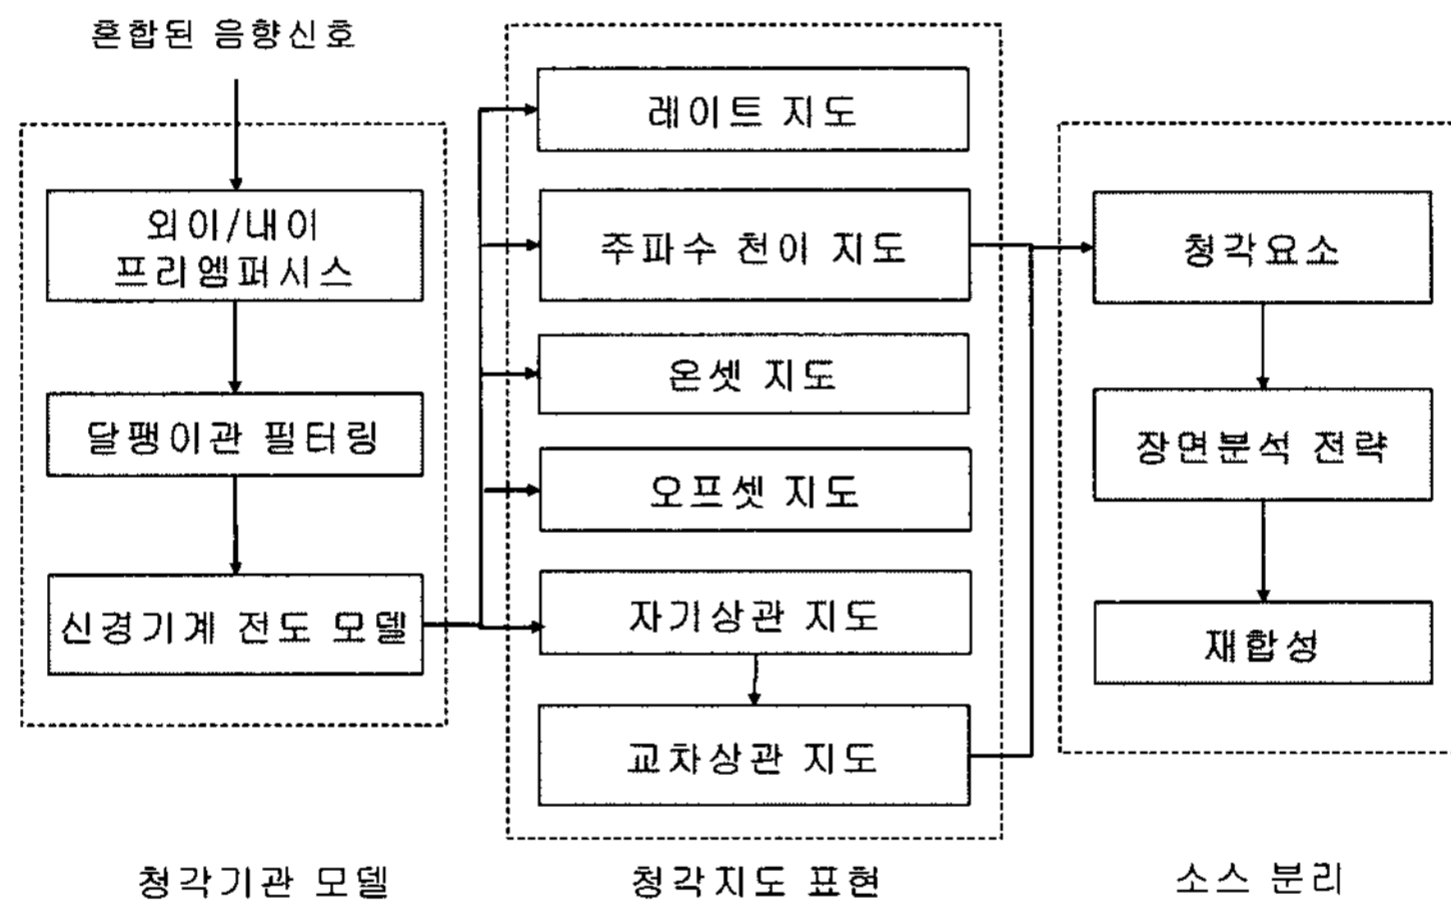 혼합된 음향신호
외이/내이
프리엠퍼시스
달팽이관 필터링
신경기계 전도 모델
청각기관 모델
레이트 지도
주파수 천이 지도
온셋 지도
오프셋 지도
자기상관 지도
교차상관 지도
청각지도 표현
청각요소
장면분석 전략
재합성
소스 분리